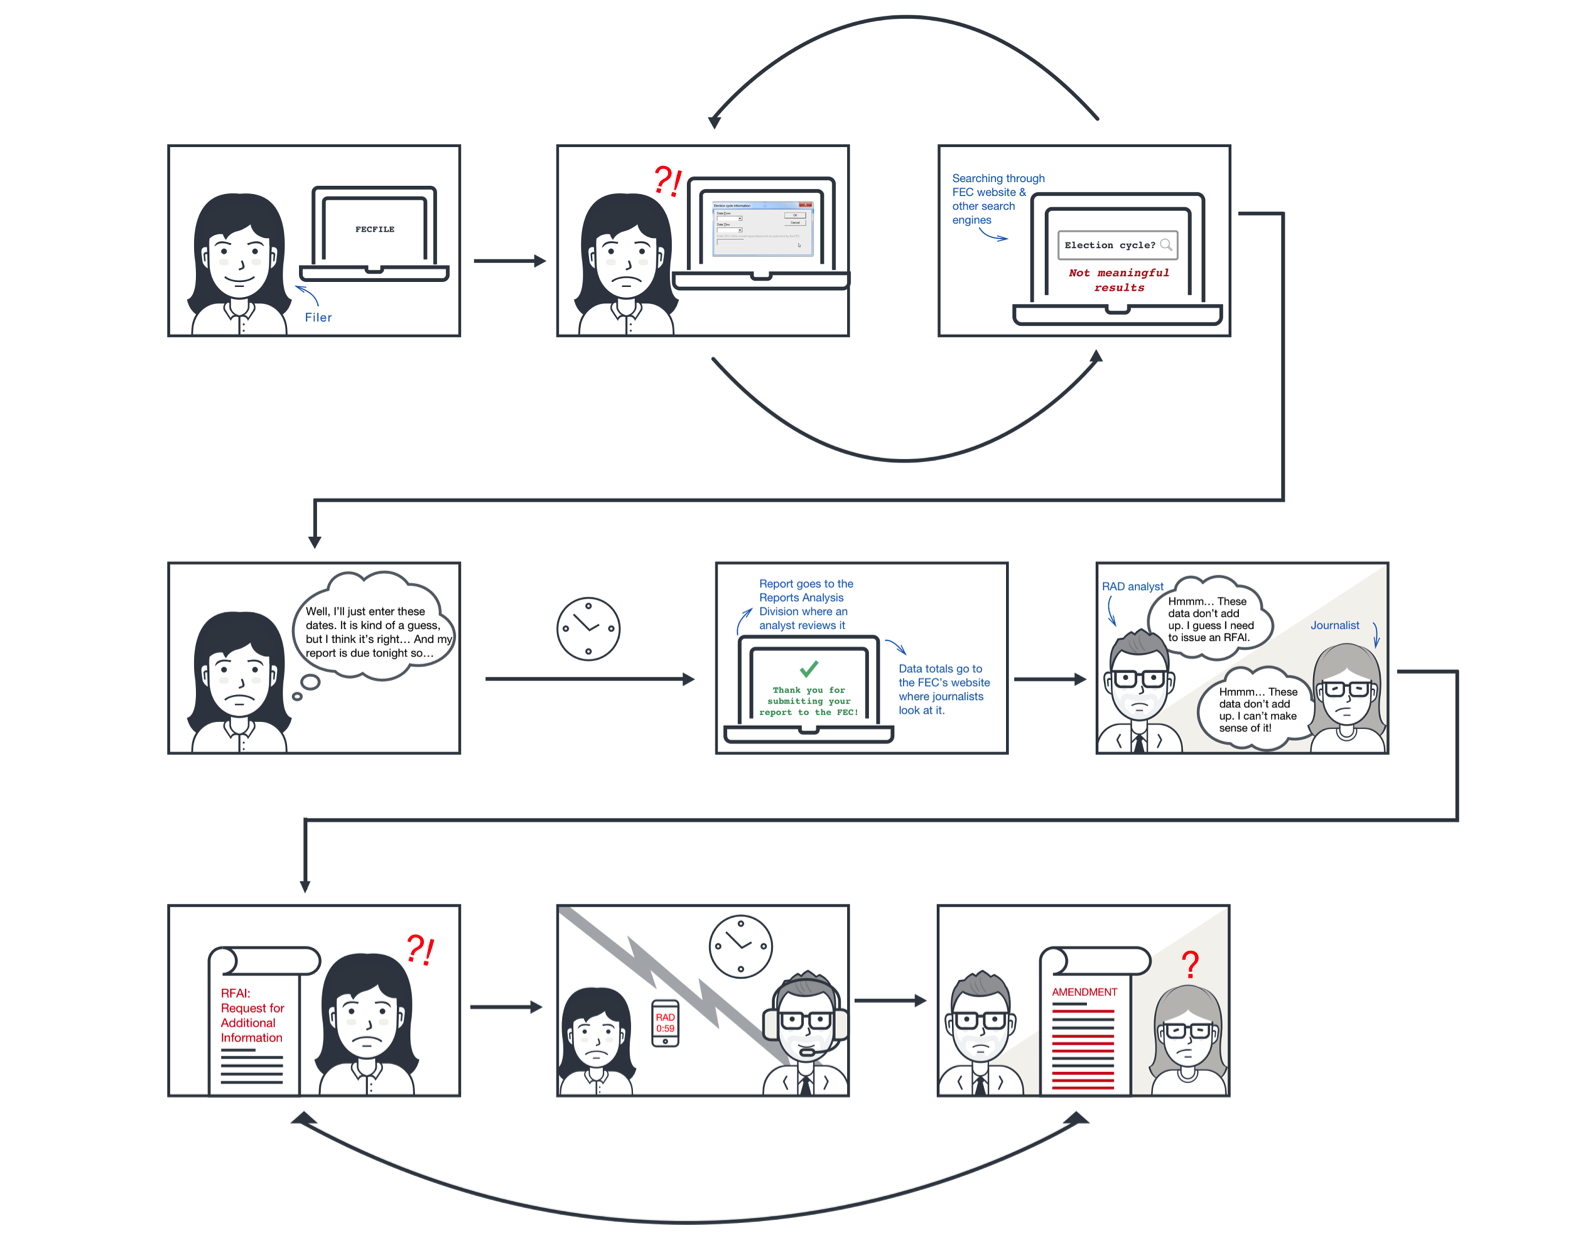 FECFILE
Filer
?!
Election cycle information
OK
Cancel
Searching through
FEC website &
other search
engines
Election cycle?
Not meaningful
results
Well, I'll just enter these
dates. It is kind of a guess,
but I think it's right... And my
report is due tonight so...
Report goes to the
Reports Analysis
Division where an
analyst reviews it
Thank you for
submitting your
report to the FEC!
Data totals go to
the FEC's website
where journalists
look at it.
RAD analyst
Hmmm... These
data don't add
up. I guess I need
to issue an RFAI.
Journalist
Hmmm... These
data don't add
up. I can't make
sense of it!
RFAI:
Request for
Additional
Information
?!
RAD
0:59
AMENDMENT
?